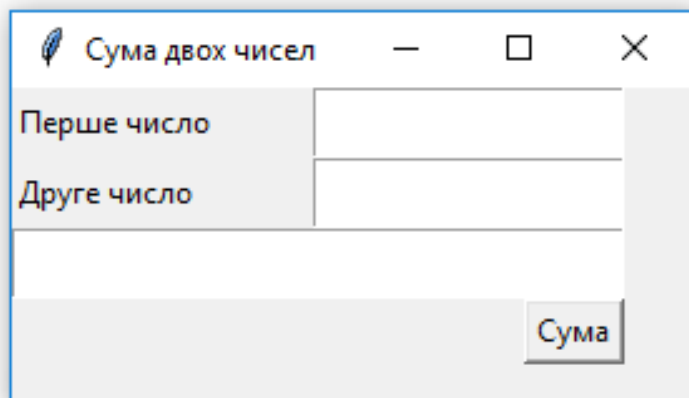 Сума двох чисел
Перше число
Друге число
Сума